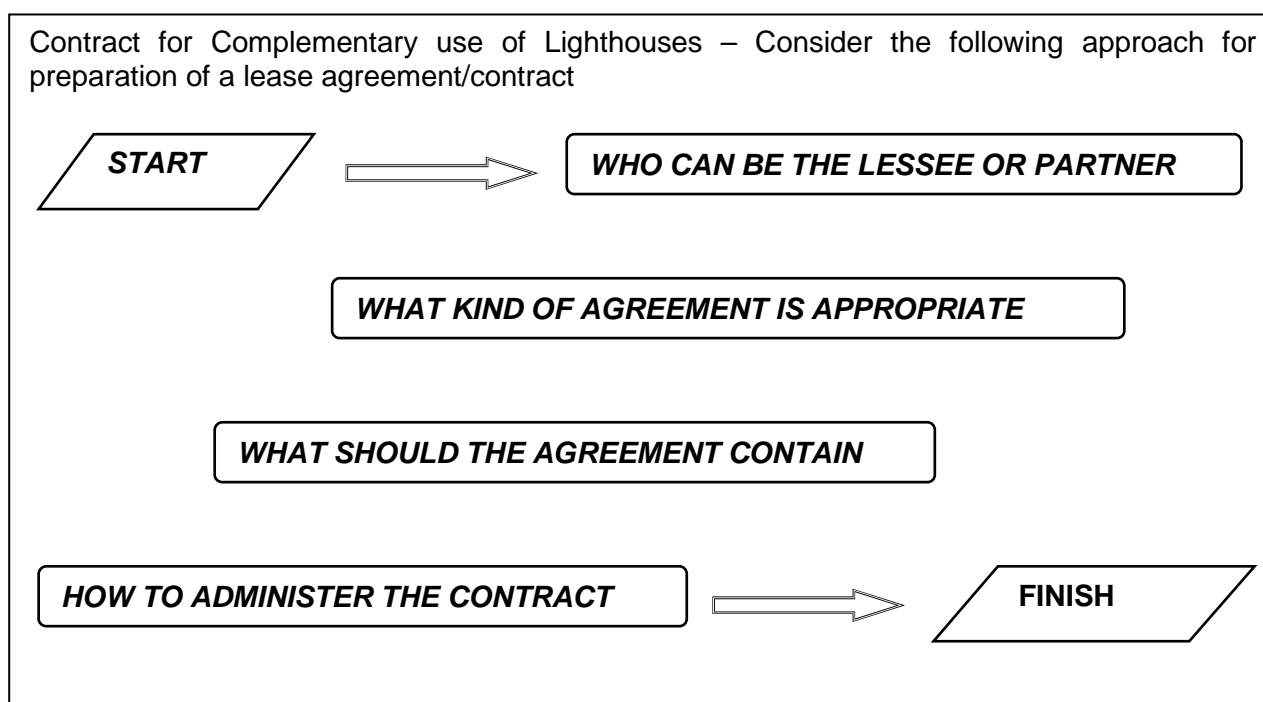 Contract for Complementary use of Lighthouses – Consider the following approach for
preparation of a lease agreement/contract
START
WHO CAN BE THE LESSEE OR PARTNER
WHAT KIND OF AGREEMENT IS APPROPRIATE
WHAT SHOULD THE AGREEMENT CONTAIN
HOW TO ADMINISTER THE CONTRACT
FINISH